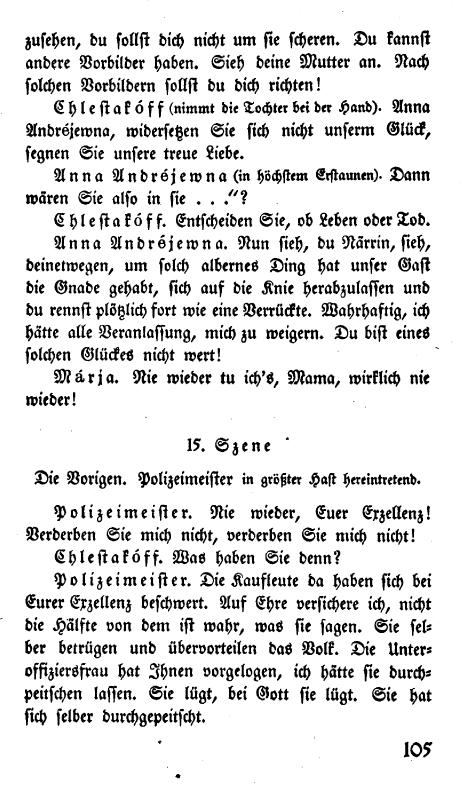 zusehen, du sollst dich nicht um sie scheren. Du kannst
andere Vorbilder haben. Sieh deine Mutter an. Nach
solchen Vorbildern sollst du dich richten!
Chlestakóff (nimmt die Tochter bei der Hand). Anna
Andréjewna, widersetzen Sie sich nicht unserm Glück,
segnen Sie unsere treue Liebe.
Anna Andréjewna (in höchstem Erstaunen). Dann
wären Sie also in sie . . .“?
Chlestakóff. Entscheiden Sie, ob Leben oder Tod.
Anna Andréjewna. Nun sieh, du Närrin, sieh,
deinetwegen, um solch albernes Ding hat unser Gast
die Gnade gehabt, sich auf die Knie herabzulassen und
du rennst plötzlich fort wie eine Verrückte. Wahrhaftig, ich
hätte alle Veranlassung, mich zu weigern. Du bist eines
solchen Glückes nicht wert!
Márja. Nie wieder tu ich's, Mama, wirklich nie
wieder!
15. Szene
Die Vorigen. Polizeimeister in größter Hast hereintretend.
Polizeimeister. Nie wieder, Euer Exzellenz!
Verderben Sie mich nicht, verderben Sie mich nicht!
Chlestakóff. Was haben Sie denn?
Polizeimeister. Die Kaufleute da haben sich bei
Eurer Exzellenz beschwert. Auf Ehre versichere ich, nicht
die Hälfte von dem ist wahr, was sie sagen. Sie sel-
ber betrügen und übervorteilen das Volk. Die Unter-
offiziersfrau hat Ihnen vorgelogen, ich hätte sie durch-
peitschen lassen. Sie lügt, bei Gott sie lügt. Sie hat
sich selber durchgepeitscht.
105